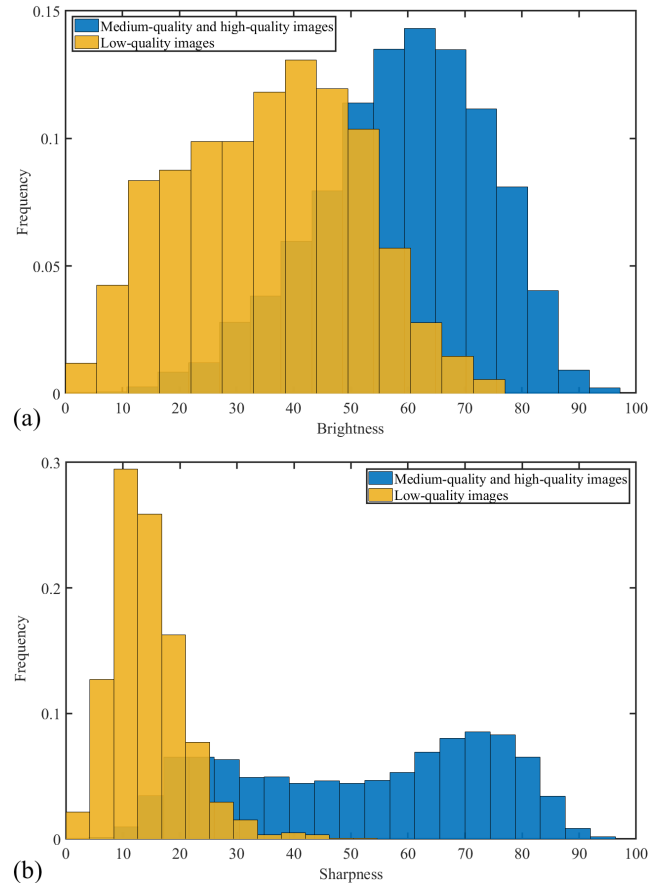 0.15
Medium-quality and high-quality images
Low-quality images
0.1
Frequency
0.05
0
0 10 20 30 40 50 60 70 80 90 100
(a)
Brightness
0.3
Medium-quality and high-quality images
Low-quality images
0.2
Frequency
0.1
0
0 10 20 30 40 50 60 70 80 90 100
(b)
Sharpness